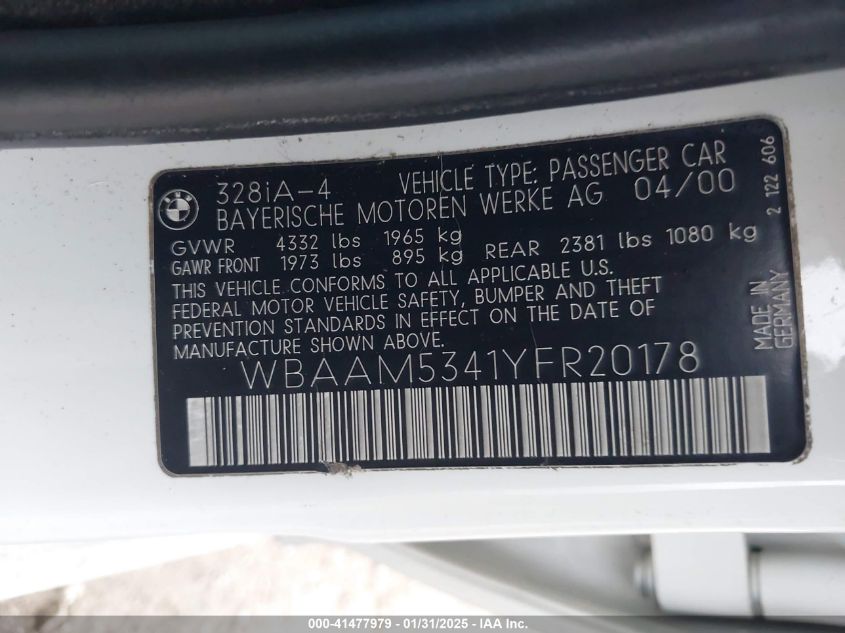 BMW
328iA-4 VEHICLE TYPE: PASSENGER CAR
BAYERISCHE MOTOREN WERKE AG 04/00
GVWR 4332 lbs 1965 kg
GAWR FRONT 1973 lbs 895 kg REAR 2381 lbs 1080 kg
THIS VEHICLE CONFORMS TO ALL APPLICABLE U.S.
FEDERAL MOTOR VEHICLE SAFETY, BUMPER AND THEFT
PREVENTION STANDARDS IN EFFECT ON THE DATE OF
MANUFACTURE SHOWN ABOVE.
WBAAM5341YFR20178
2 122 606
MADE IN
GERMANY
000-41477979 - 01/31/2025 - IAA Inc.